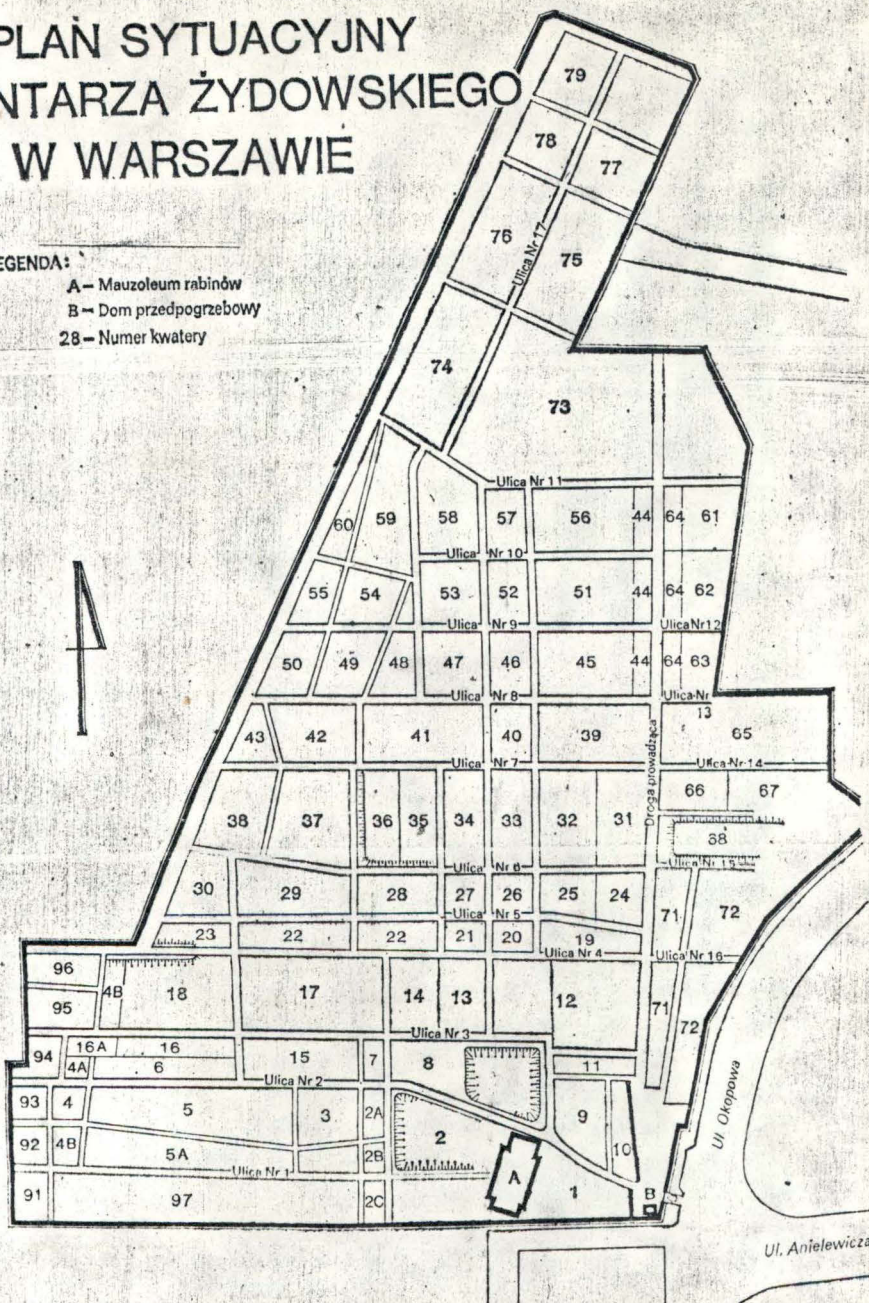 PLAN SYTUACYJNY
NTARZA ŻYDOWSKIEGO
W WARSZAWIE
EGENDA:
A – Mauzoleum rabinów
B – Dom przedpogrzebowy
28 – Numer kwatery
79
78
77
76
Ulica Nr 17
75
74
73
Ulica Nr 11
60
59
58
57
56
44
64
61
Ulica Nr 10
55
54
53
52
51
44
64
62
Ulica Nr 9
Ulica Nr 12
50
49
48
47
46
45
44
64
63
Ulica Nr 8
Ulica Nr
13
43
42
41
40
39
65
Droga prowadząca
Ulica Nr 7
Ulica Nr 14
38
37
36
35
34
33
32
31
66
67
68
Ulica Nr 6
Ulica Nr 15
30
29
28
27
26
25
24
71
72
Ulica Nr 5
23
22
22
21
20
19
Ulica Nr 4
Ulica Nr 16
96
95
4B
18
17
14
13
12
71
72
Ulica Nr 3
94
16A
16
4A
6
15
7
8
11
Ulica Nr 2
93
4
5
3
2A
9
92
4B
5A
2B
2
10
Ulica Nr 1
91
97
2C
A
1
B
Ul. Okopowa
Ul. Anielewicza